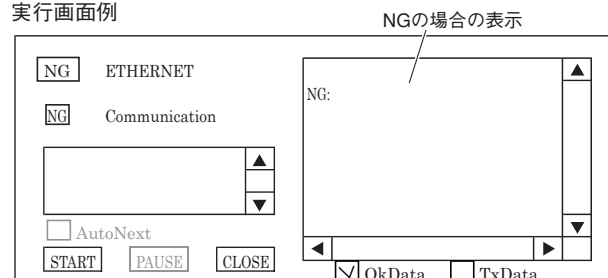 実行画面例
NGの場合の表示
NG ETHERNET
NG:
NG Communication
AutoNext
START PAUSE CLOSE
OkData TxData